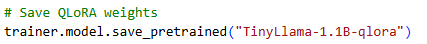 # Save QLoRA weights
trainer.model.save_pretrained("TinyLlama-1.1B-qlora")